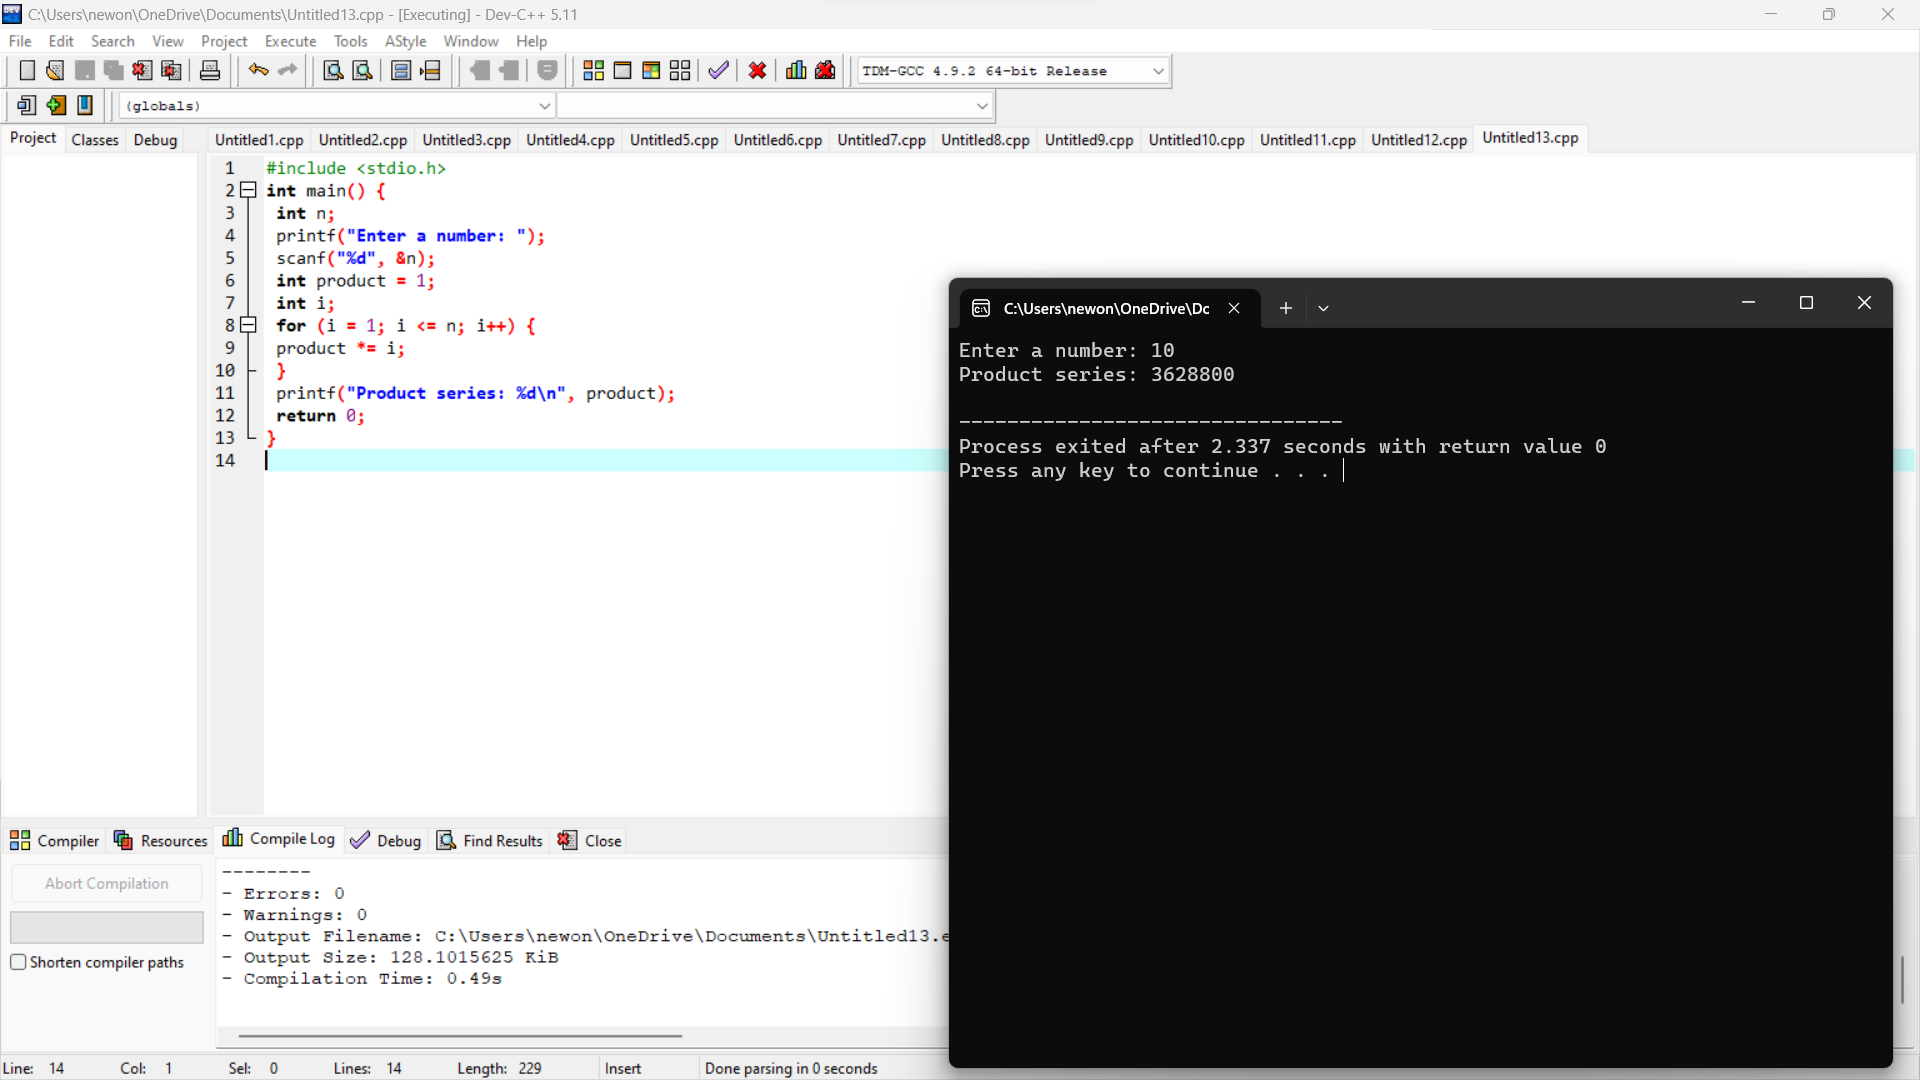 C:\Users\newon\OneDrive\Documents\Untitled13.cpp - [Executing] - Dev-C++ 5.11
File Edit Search View Project Execute Tools AStyle Window Help
TDM-GCC 4.9.2 64-bit Release
(globals)
Project Classes Debug
Untitled1.cpp Untitled2.cpp Untitled3.cpp Untitled4.cpp Untitled5.cpp Untitled6.cpp Untitled7.cpp Untitled8.cpp Untitled9.cpp Untitled10.cpp Untitled11.cpp Untitled12.cpp Untitled13.cpp
1 #include <stdio.h>
2 int main() {
3 int n;
4 printf("Enter a number: ");
5 scanf("%d", &n);
6 int product = 1;
7 int i;
8 for (i = 1; i <= n; i++) {
9 product *= i;
10 }
11 printf("Product series: %d\n", product);
12 return 0;
13 }
14
C:\Users\newon\OneDrive\Dc
Enter a number: 10
Product series: 3628800
--------------------------------
Process exited after 2.337 seconds with return value 0
Press any key to continue . . .
Compiler Resources Compile Log Debug Find Results Close
Abort Compilation
Shorten compiler paths
--------
- Errors: 0
- Warnings: 0
- Output Filename: C:\Users\newon\OneDrive\Documents\Untitled13.e
- Output Size: 128.1015625 KiB
- Compilation Time: 0.49s
Line: 14 Col: 1 Sel: 0 Lines: 14 Length: 229 Insert Done parsing in 0 seconds